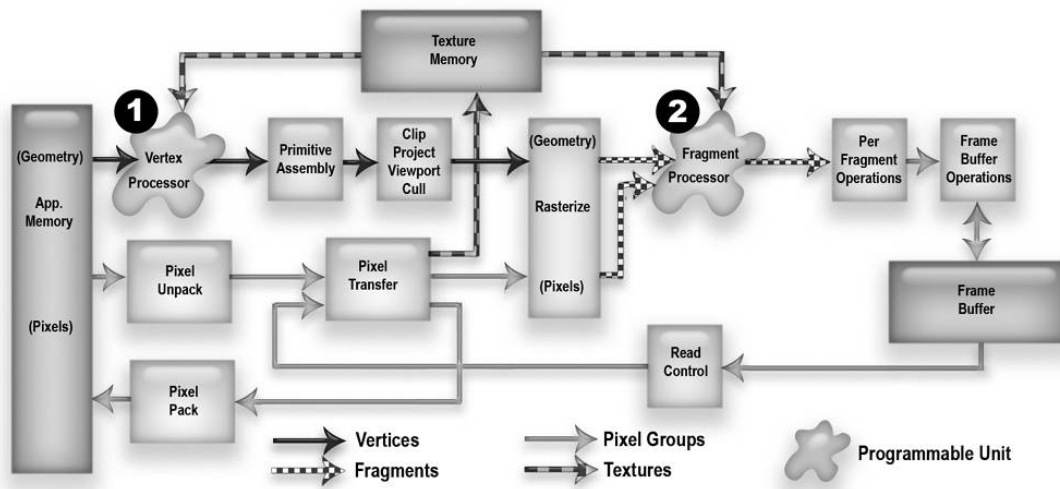 Texture
Memory
1
2
(Geometry)
Vertex
Processor
Primitive
Assembly
Clip
Project
Viewport
Cull
(Geometry)
Rasterize
(Pixels)
Fragment
Processor
Per
Fragment
Operations
Frame
Buffer
Operations
App.
Memory
(Pixels)
Pixel
Unpack
Pixel
Transfer
Frame
Buffer
Read
Control
Pixel
Pack
Vertices
Fragments
Pixel Groups
Textures
Programmable Unit